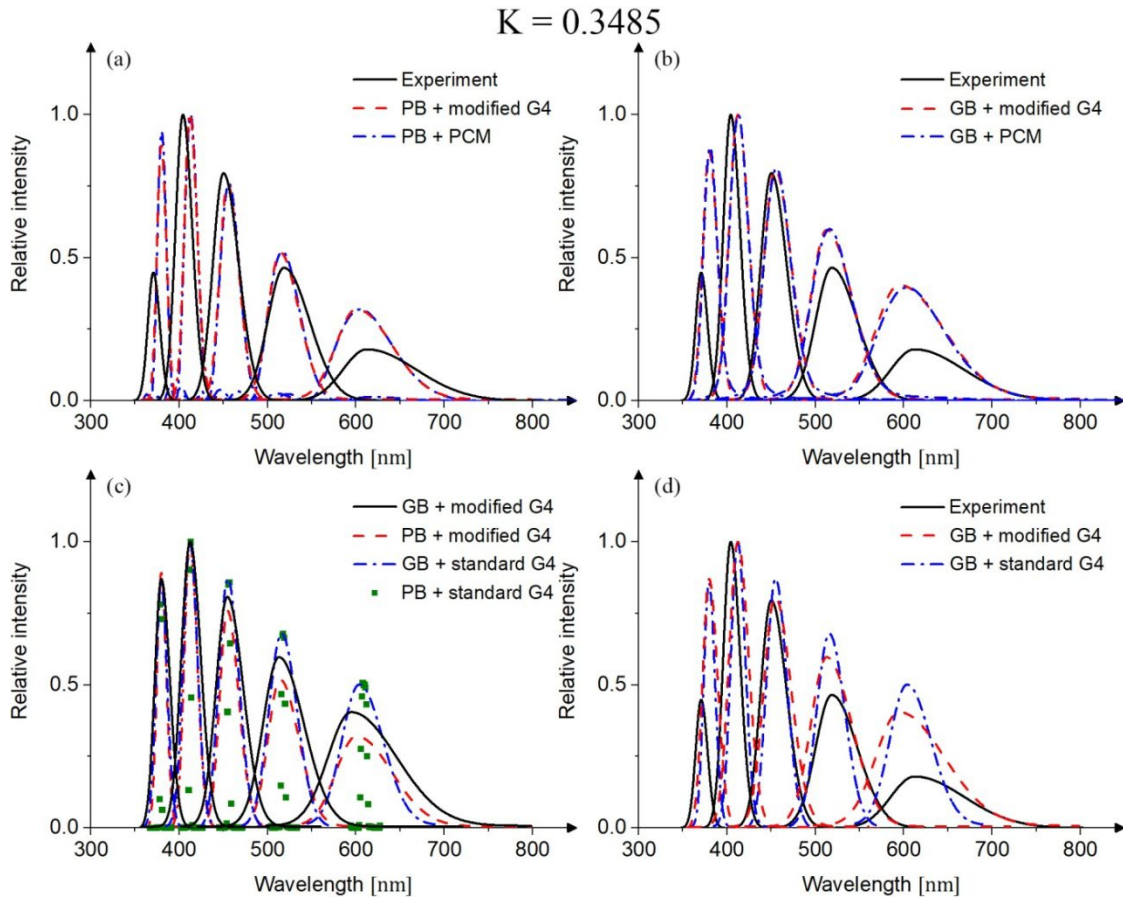 K = 0.3485
(a)
Experiment
PB + modified G4
PB + PCM
Relative intensity
1.0
0.5
0.0
300 400 500 600 700 800
Wavelength [nm]
(b)
Experiment
GB + modified G4
GB + PCM
Relative intensity
1.0
0.5
0.0
300 400 500 600 700 800
Wavelength [nm]
(c)
GB + modified G4
PB + modified G4
GB + standard G4
PB + standard G4
Relative intensity
1.0
0.5
0.0
300 400 500 600 700 800
Wavelength [nm]
(d)
Experiment
GB + modified G4
GB + standard G4
Relative intensity
1.0
0.5
0.0
300 400 500 600 700 800
Wavelength [nm]